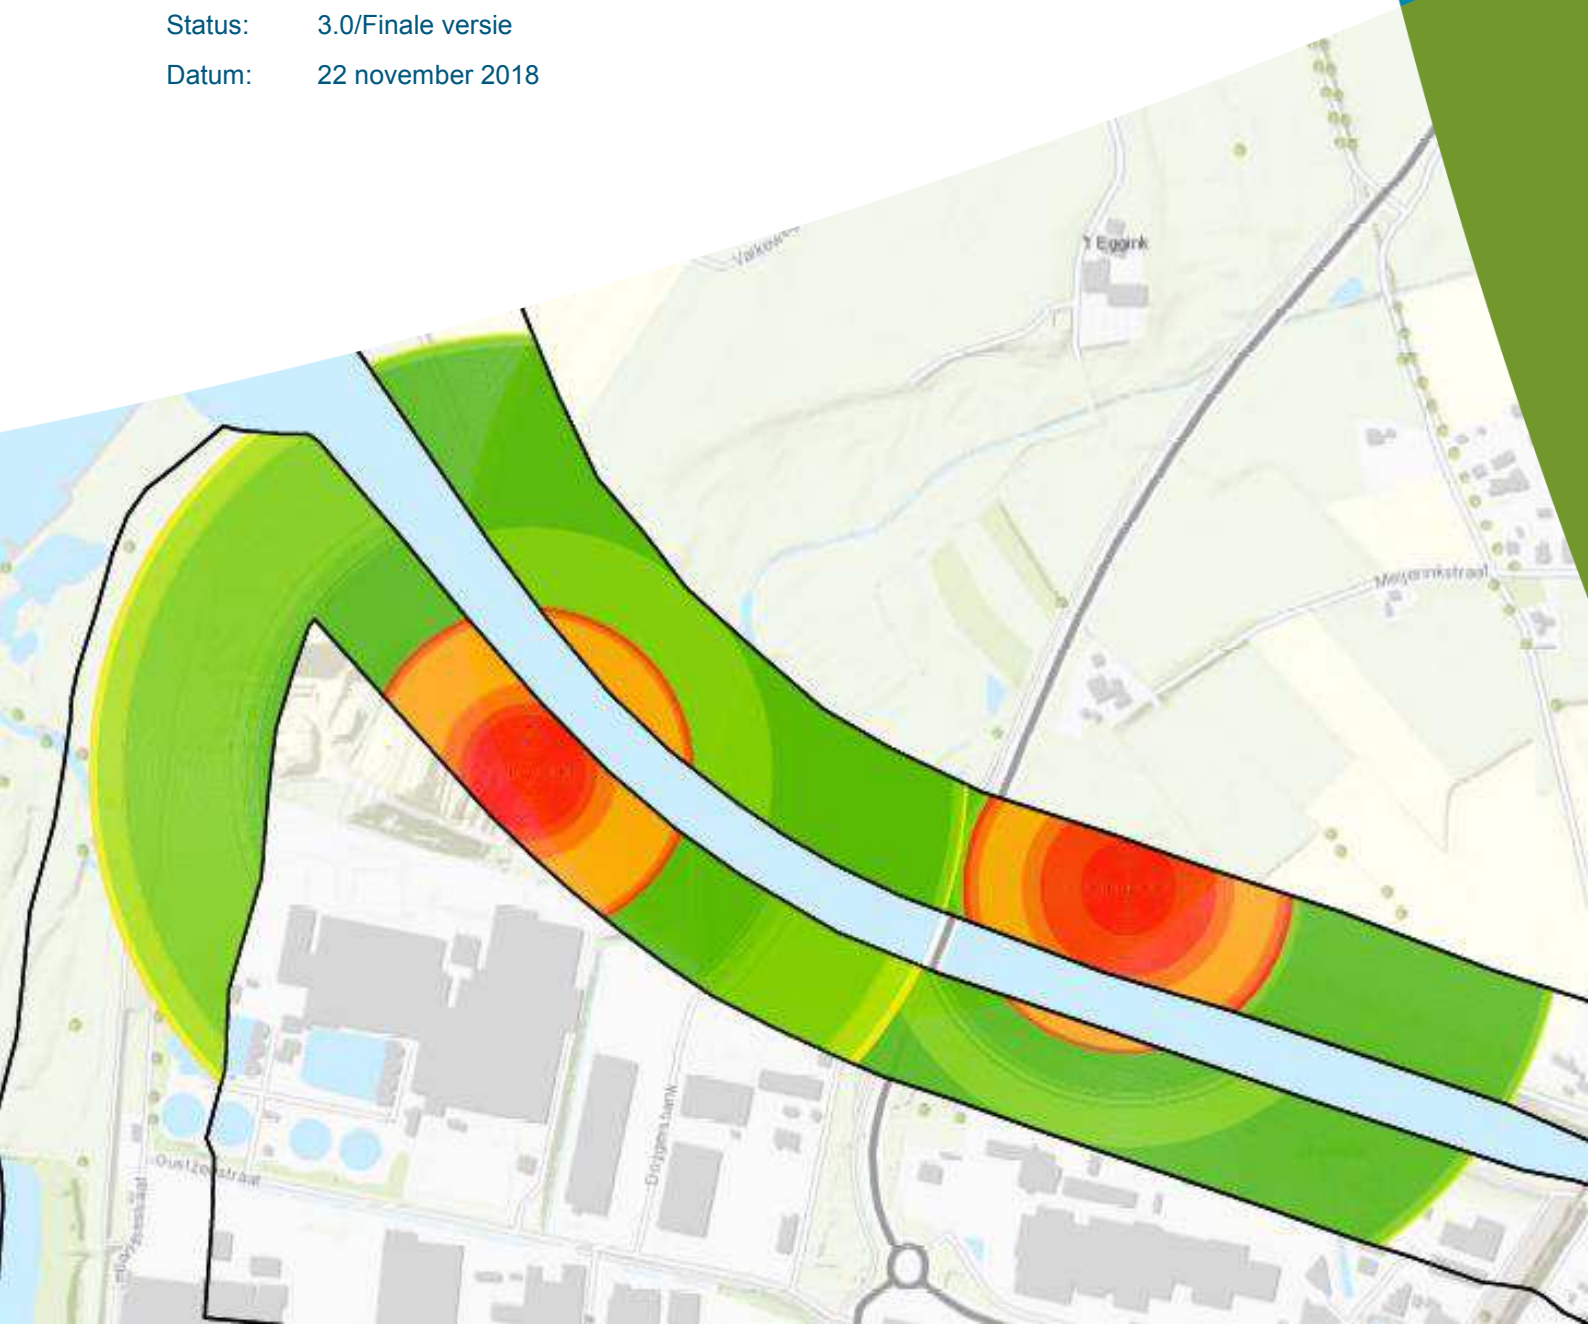 Status: 3.0/Finale versie
Datum: 22 november 2018
't Eggink
Meijerinkstraat
Oostzeestraat
Doggersbank